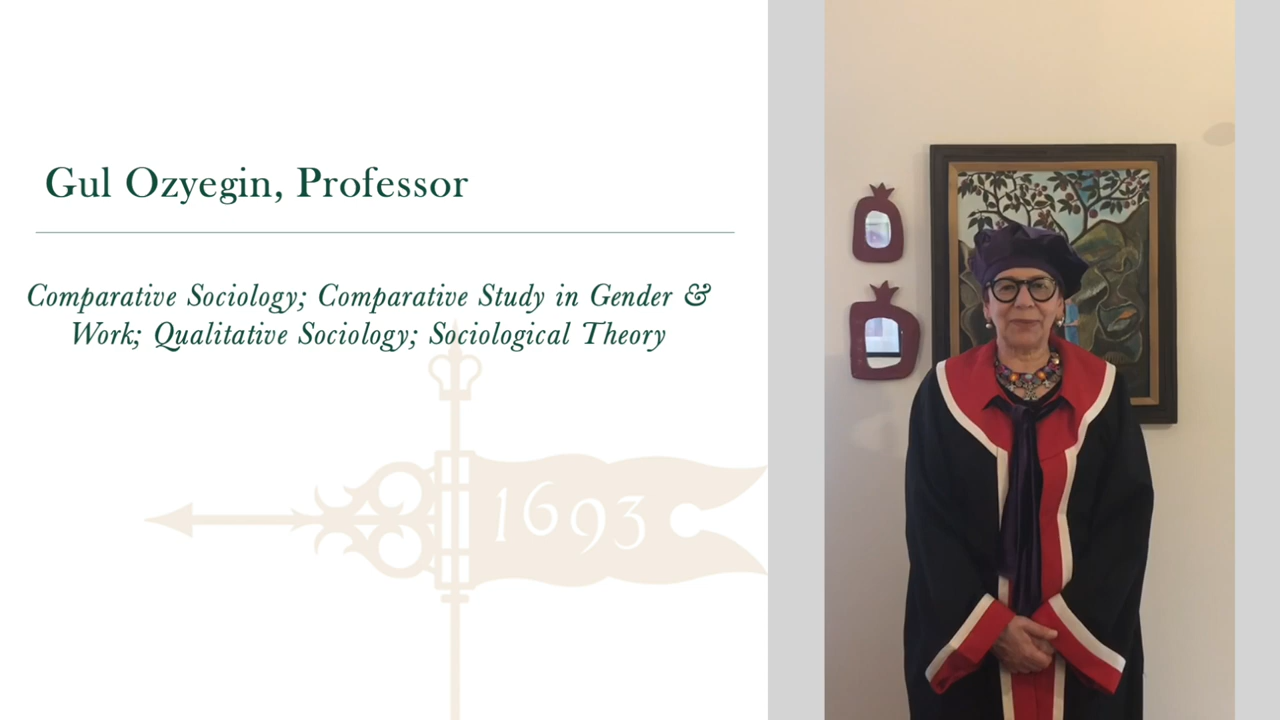 Gul Ozyegin, Professor
Comparative Sociology; Comparative Study in Gender &
Work; Qualitative Sociology; Sociological Theory
1693